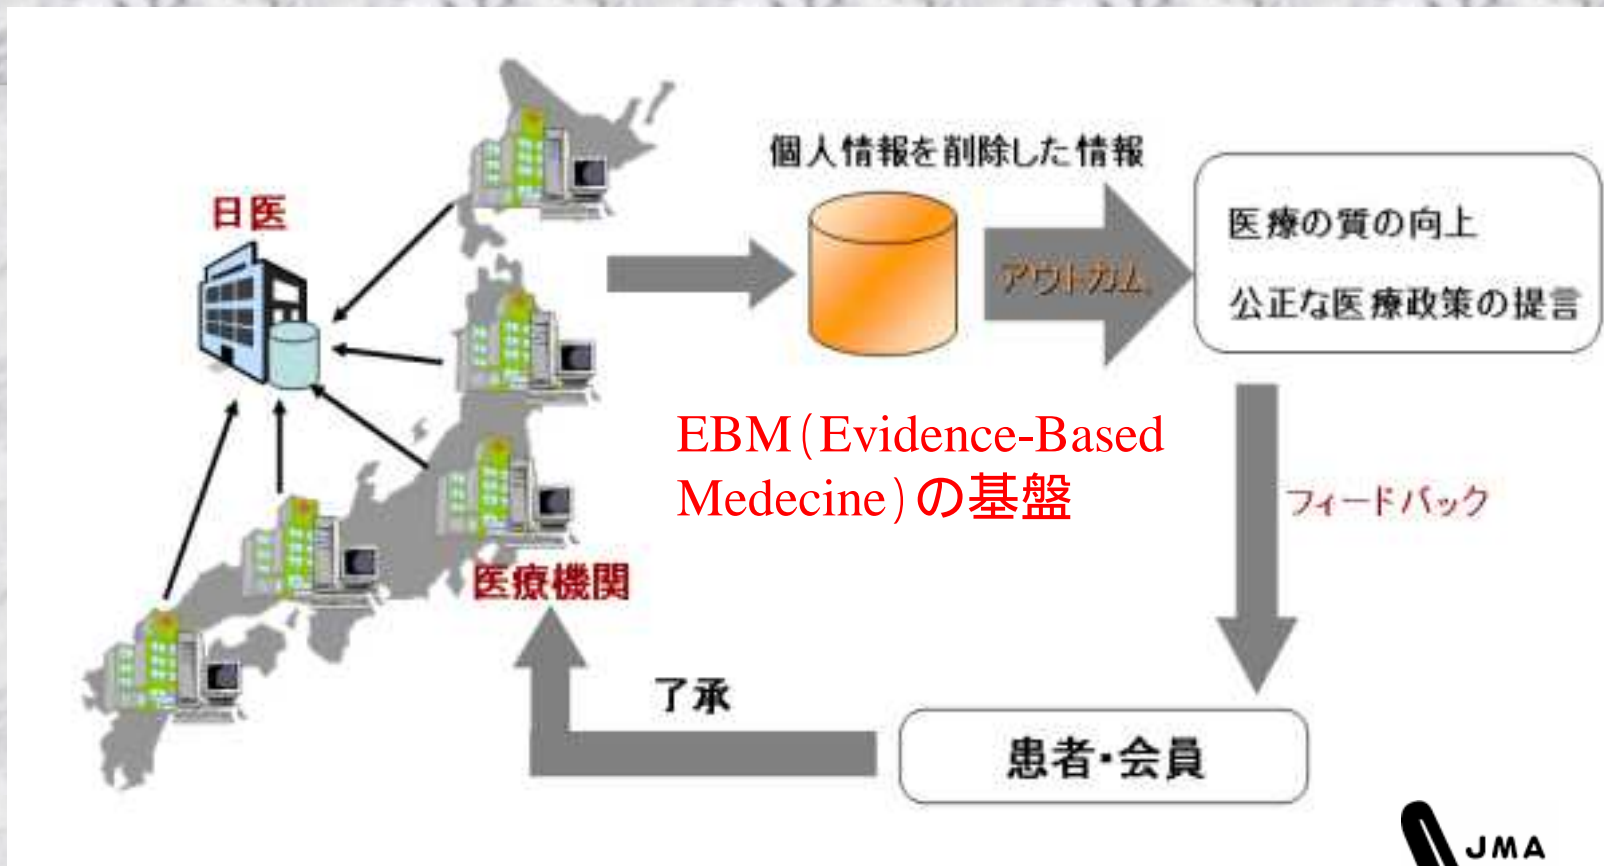 個人情報を削除した情報
日医
アウトカム
医療の質の向上
公正な医療政策の提言
EBM(Evidence-Based
Medecine)の基盤
フィードバック
医療機関
了承
患者・会員
JMA